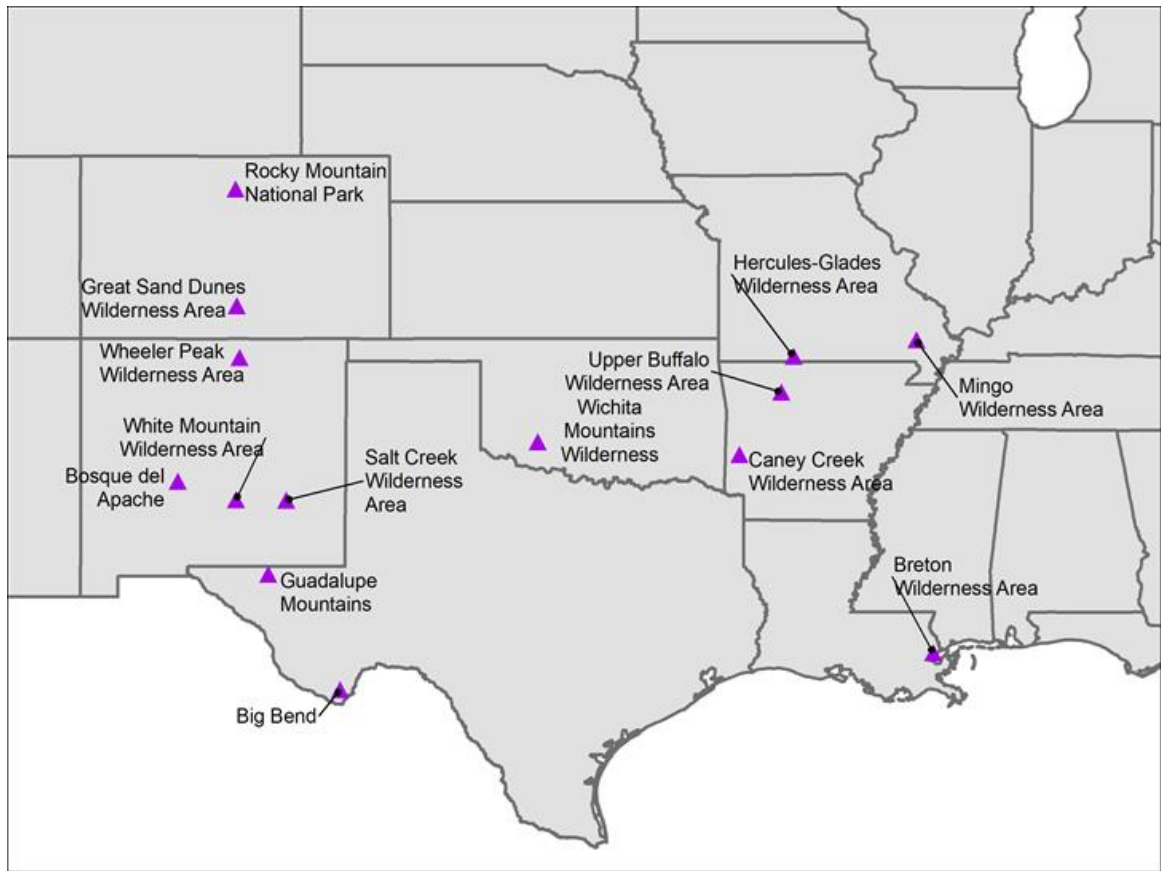 Rocky Mountain
National Park
Great Sand Dunes
Wilderness Area
Hercules-Glades
Wilderness Area
Wheeler Peak
Wilderness Area
Upper Buffalo
Wilderness Area
Wichita
Mountains
Wilderness
Mingo
Wilderness Area
White Mountain
Wilderness Area
Salt Creek
Wilderness
Area
Caney Creek
Wilderness Area
Bosque del
Apache
Guadalupe
Mountains
Breton
Wilderness Area
Big Bend